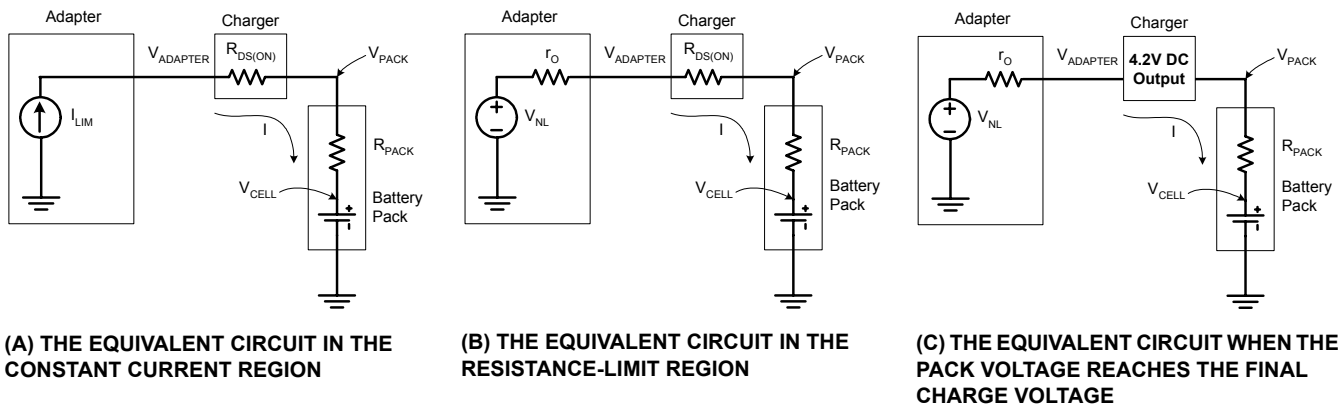 Adapter
Charger
V_ADAPTER
R_DS(ON)
V_PACK
I_LIM
I
R_PACK
V_CELL
Battery
Pack
+
(A) THE EQUIVALENT CIRCUIT IN THE
CONSTANT CURRENT REGION
Adapter
Charger
r_O
V_ADAPTER
R_DS(ON)
V_PACK
+
−
V_NL
I
R_PACK
V_CELL
Battery
Pack
+
(B) THE EQUIVALENT CIRCUIT IN THE
RESISTANCE-LIMIT REGION
Adapter
Charger
r_O
V_ADAPTER
4.2V DC
Output
V_PACK
+
−
V_NL
I
R_PACK
V_CELL
Battery
Pack
+
(C) THE EQUIVALENT CIRCUIT WHEN THE
PACK VOLTAGE REACHES THE FINAL
CHARGE VOLTAGE